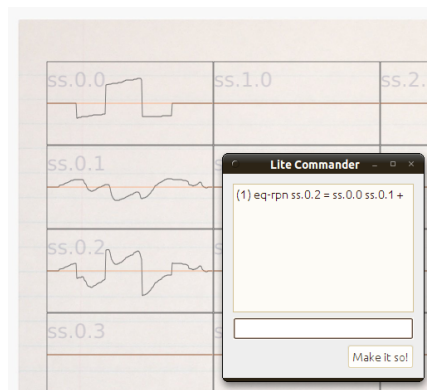 ss.0.0
ss.1.0
ss.2.
ss.0.1
Lite Commander
(1) eq-rpn ss.0.2 = ss.0.0 ss.0.1 +
ss.0.2
ss.0.3
Make it so!